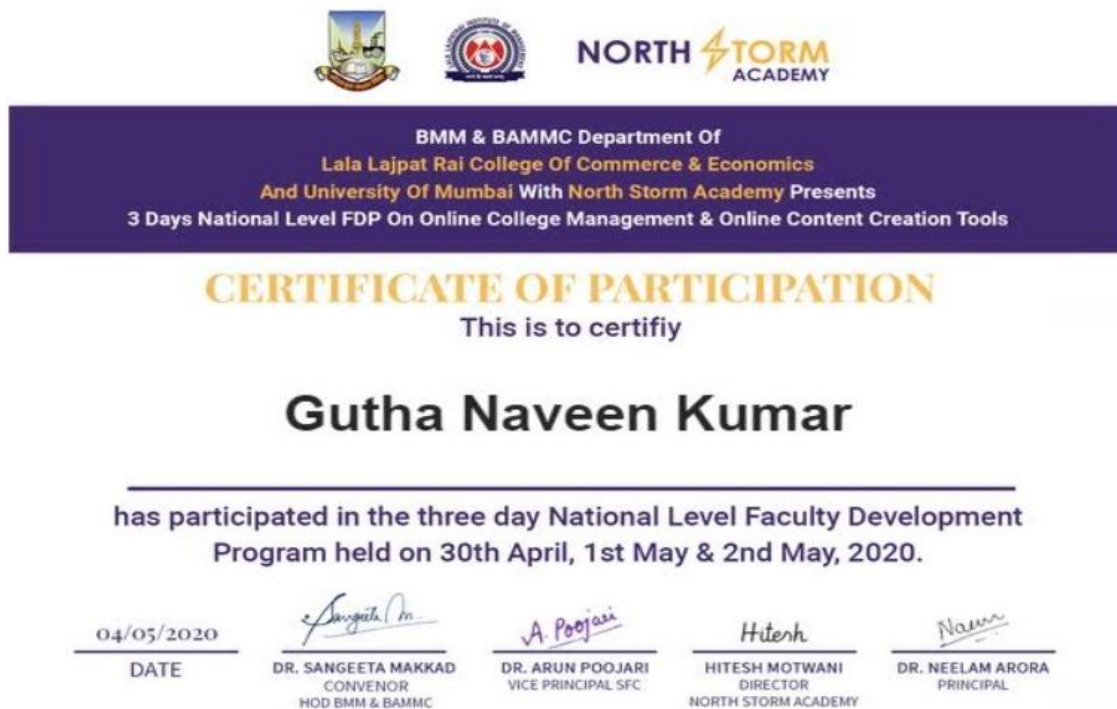 NORTH STORM
ACADEMY
BMM & BAMMC Department Of
Lala Lajpat Rai College Of Commerce & Economics
And University Of Mumbai With North Storm Academy Presents
3 Days National Level FDP On Online College Management & Online Content Creation Tools
CERTIFICATE OF PARTICIPATION
This is to certifiy
Gutha Naveen Kumar
has participated in the three day National Level Faculty Development
Program held on 30th April, 1st May & 2nd May, 2020.
04/05/2020
DATE
Sangeeta M.
DR. SANGEETA MAKKAD
CONVENOR
HOD BMM & BAMMC
A. Poojari
DR. ARUN POOJARI
VICE PRINCIPAL SFC
Hitesh
HITESH MOTWANI
DIRECTOR
NORTH STORM ACADEMY
DR. NEELAM ARORA
PRINCIPAL